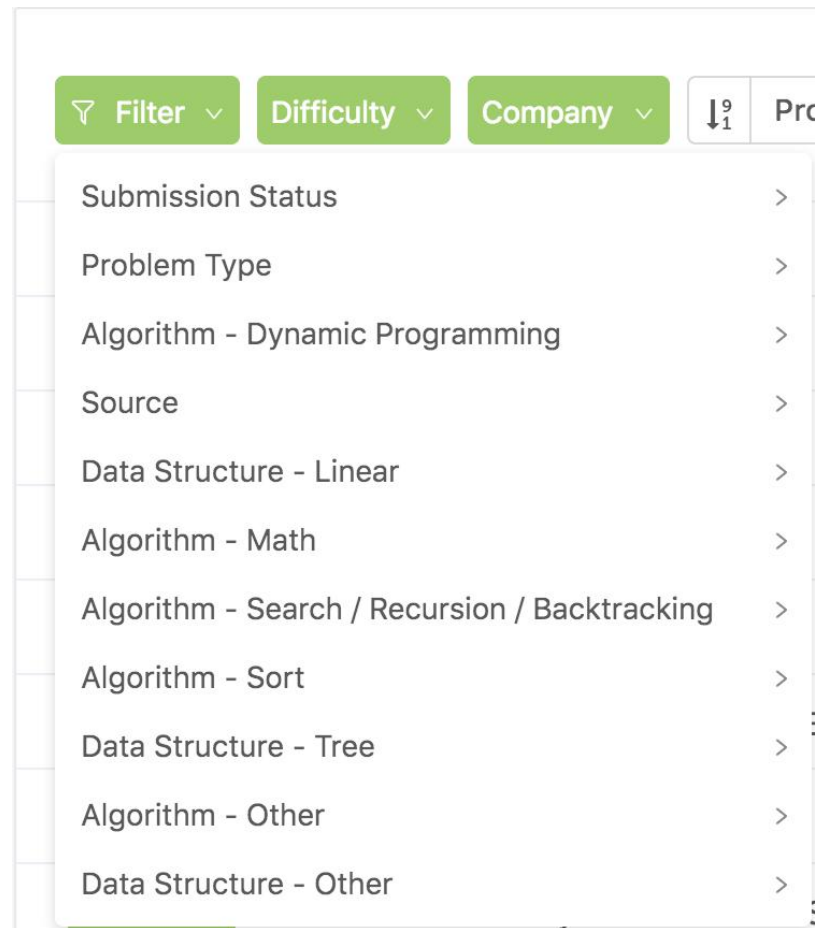 Filter Difficulty Company
Submission Status
Problem Type
Algorithm - Dynamic Programming
Source
Data Structure - Linear
Algorithm - Math
Algorithm - Search / Recursion / Backtracking
Algorithm - Sort
Data Structure - Tree
Algorithm - Other
Data Structure - Other